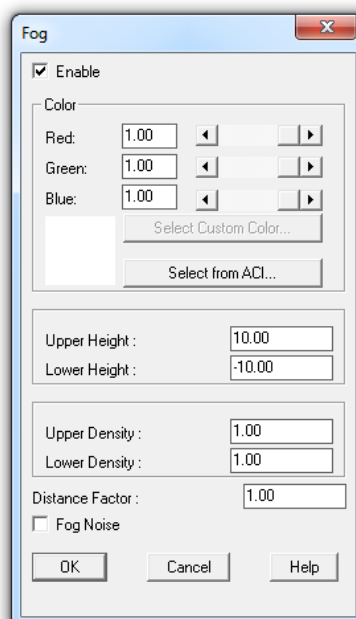 Fog
Enable
Color
Red: 1.00
Green: 1.00
Blue: 1.00
Select Custom Color...
Select from ACI...
Upper Height : 10.00
Lower Height : -10.00
Upper Density : 1.00
Lower Density : 1.00
Distance Factor : 1.00
Fog Noise
OK Cancel Help